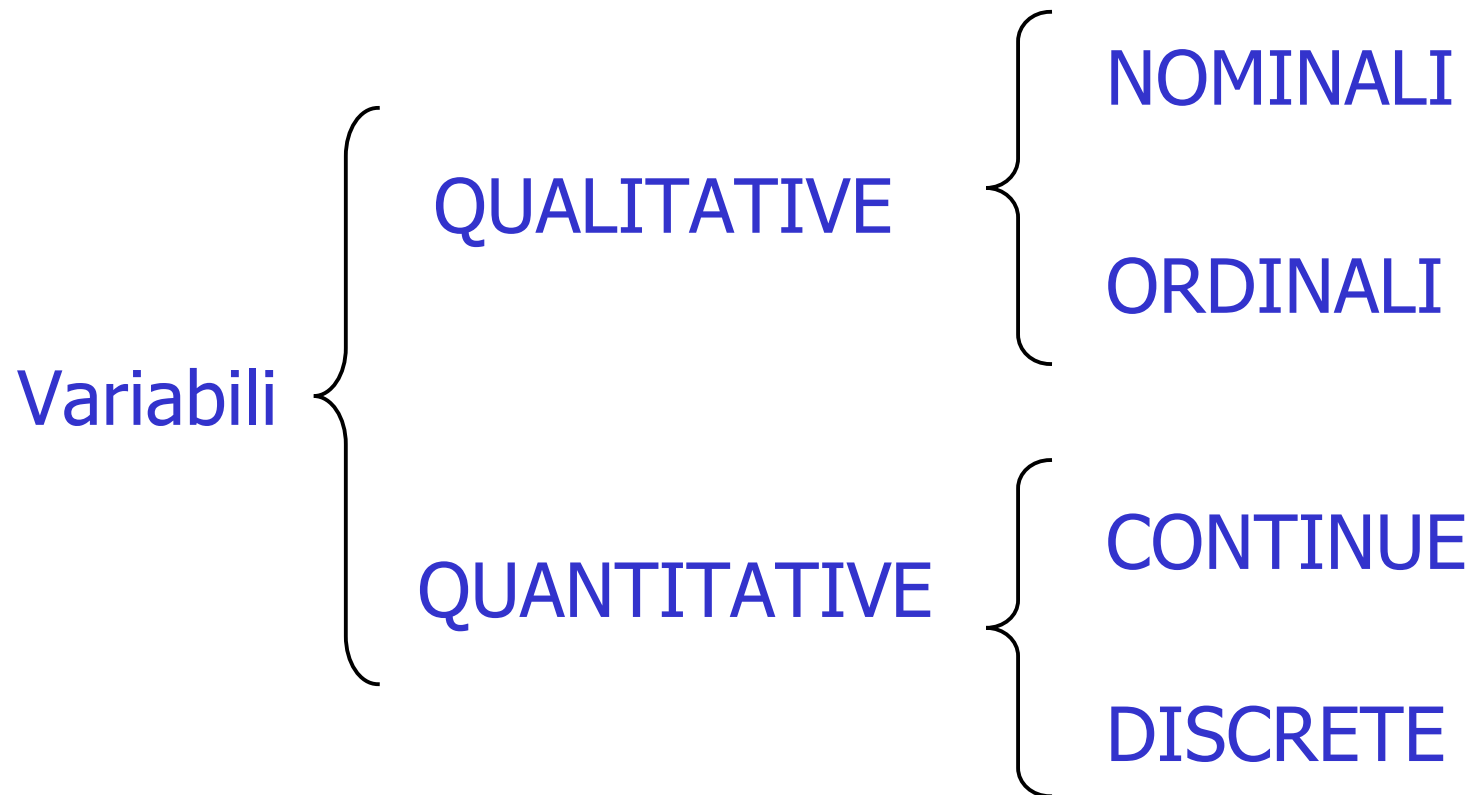 Variabili
QUALITATIVE
NOMINALI
ORDINALI
QUANTITATIVE
CONTINUE
DISCRETE